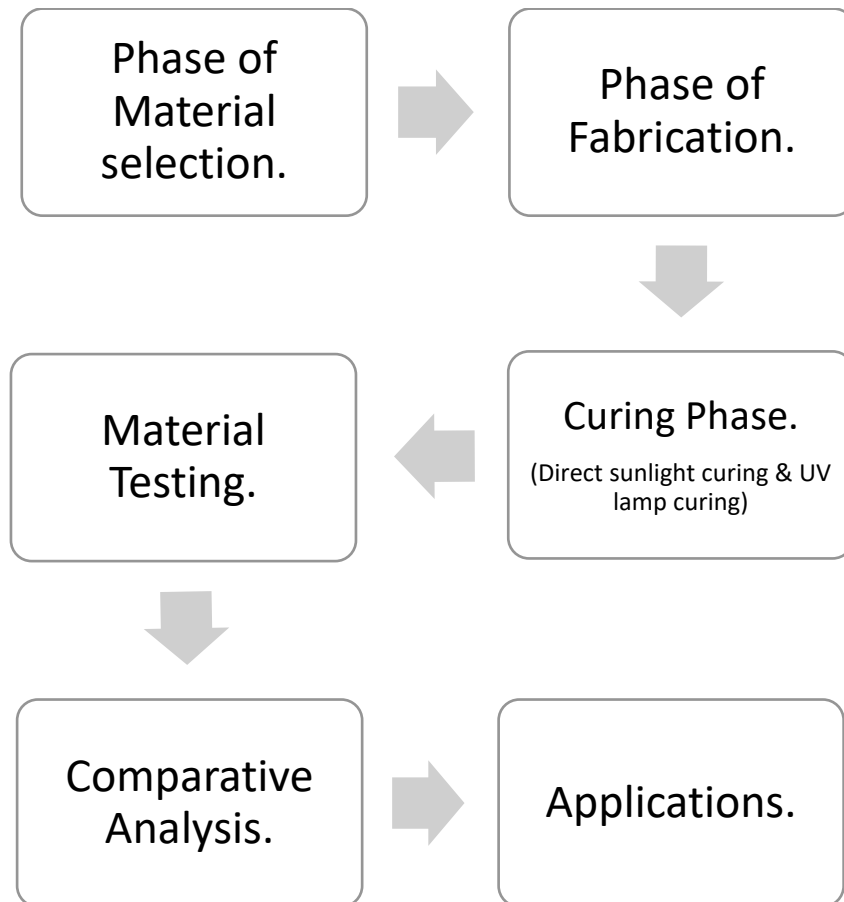 Phase of
Material
selection.
Phase of
Fabrication.
Curing Phase.
(Direct sunlight curing & UV
lamp curing)
Material
Testing.
Comparative
Analysis.
Applications.